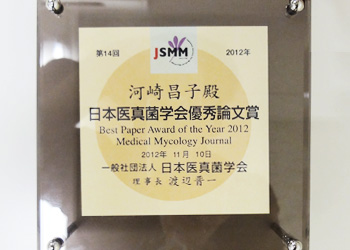 第14回 JSMM 2012年
河崎昌子殿
日本医真菌学会優秀論文賞
Best Paper Award of the Year 2012
Medical Mycology Journal
2012年 11月 10日
一般社団法人 日本医真菌学会
理事長 渡辺晋一